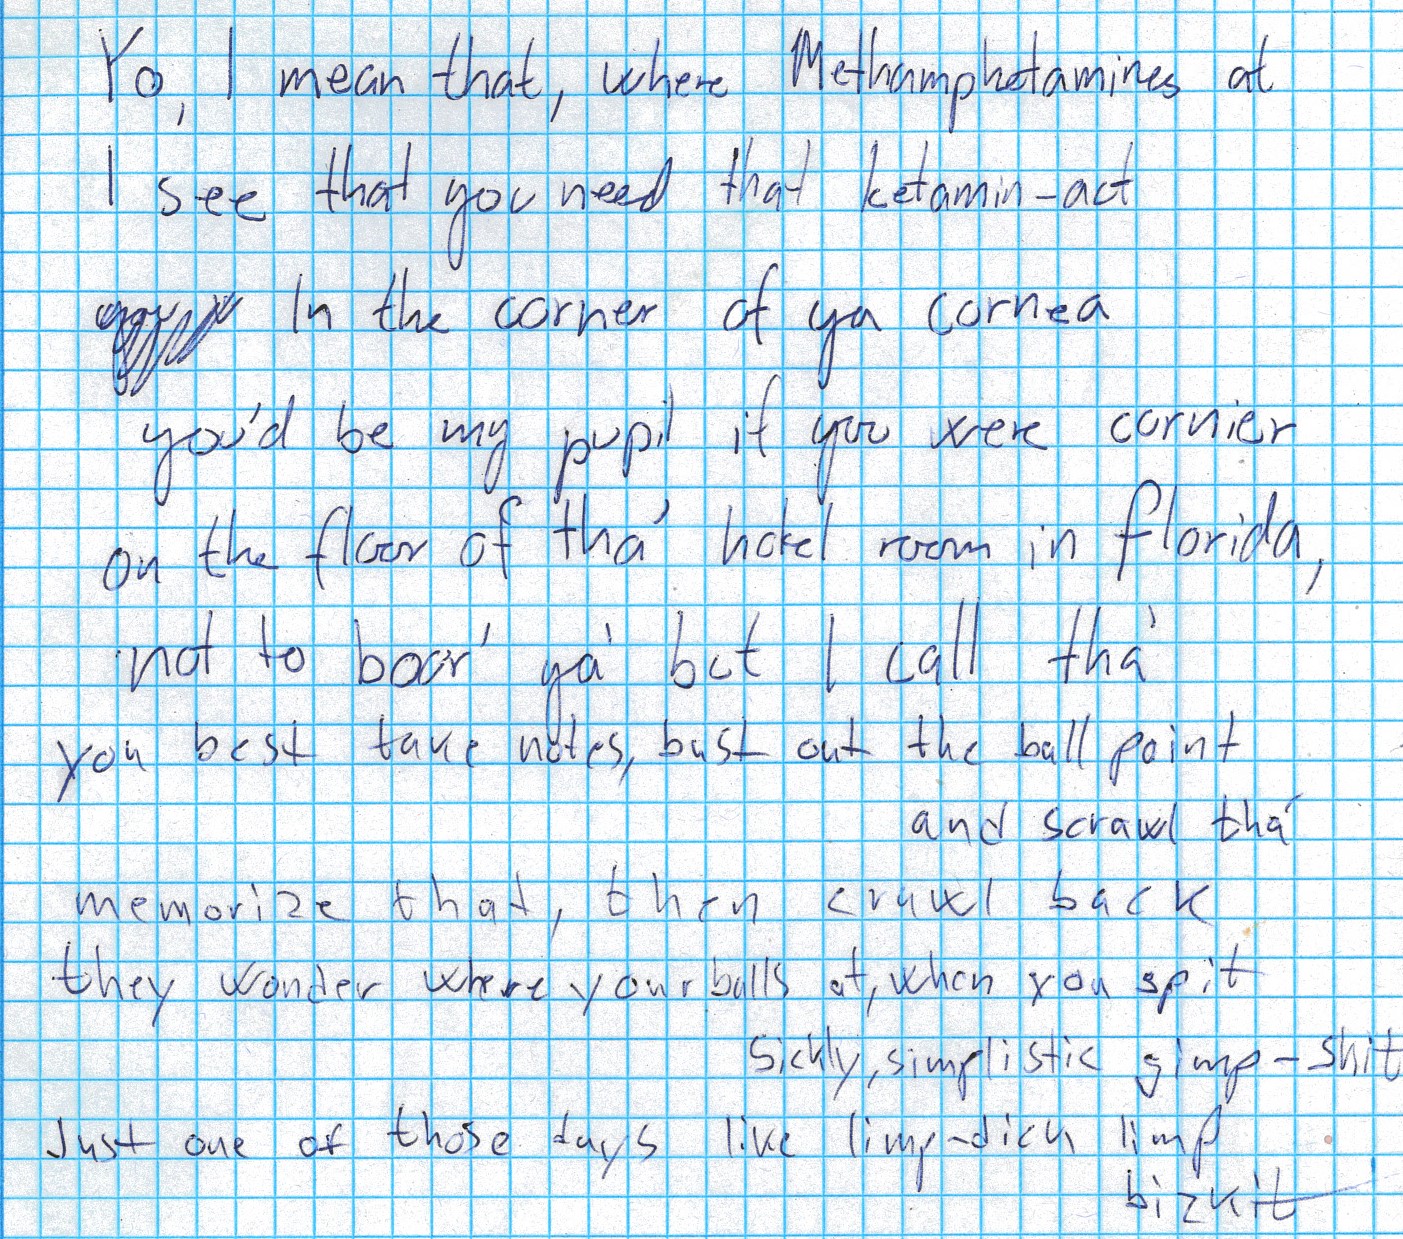 Yo, I mean that, where Methamphetamines at
I see that you need that ketamin-act
In the corner of ya cornea
you'd be my pupil if you were cornier
on the floor of tha' hotel room in florida,
not to boor' ya' but I call tha'
you best take notes, bust out the ball point
and scrawl tha'
memorize that, then crawl back
they wonder where your balls at, when you spit
Sickly, simplistic gimp-shit
Just one of those days like limp-dick limp
bizkit